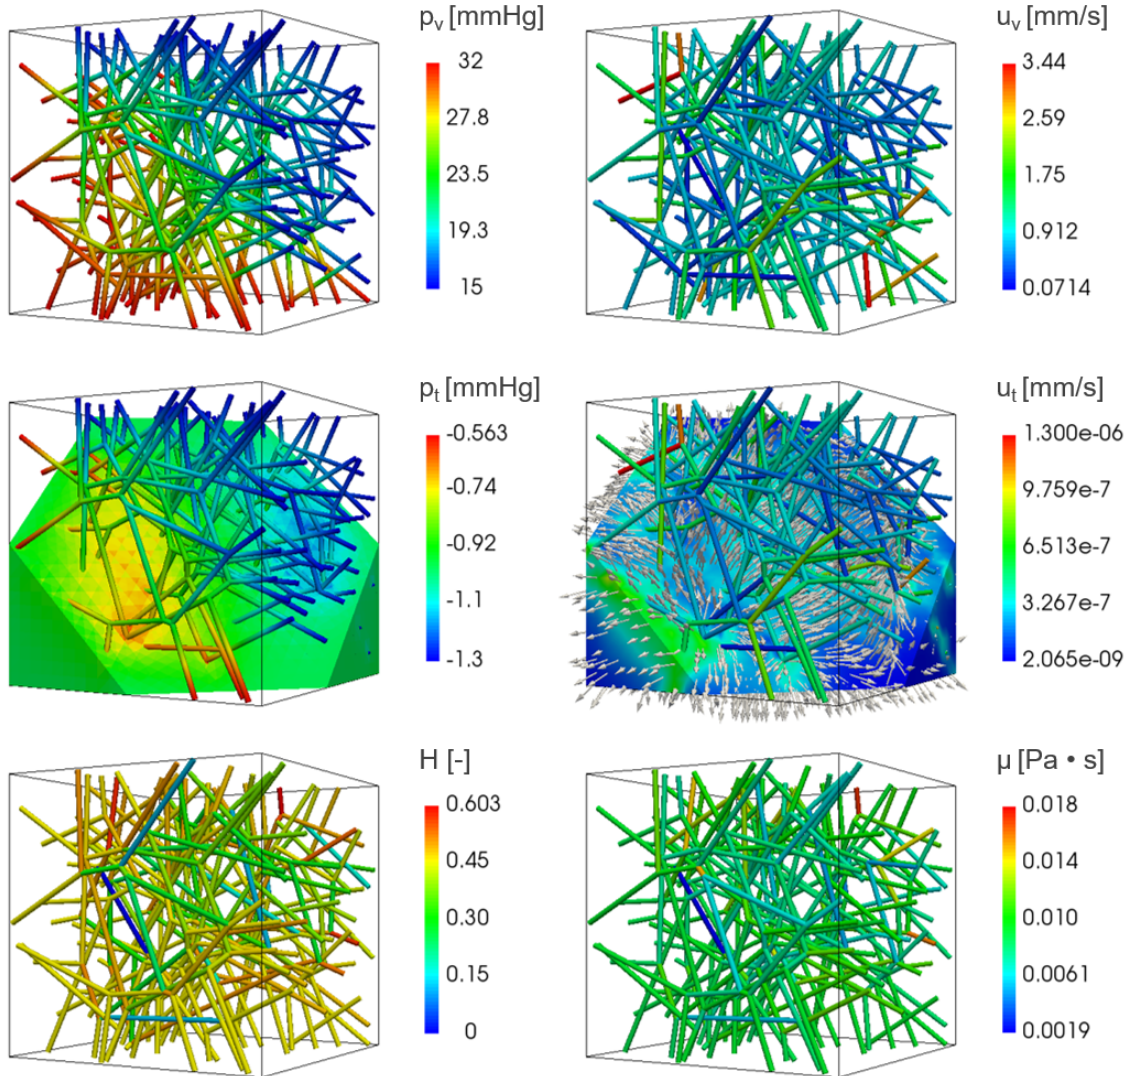 p_v [mmHg]
32
27.8
23.5
19.3
15
u_v [mm/s]
3.44
2.59
1.75
0.912
0.0714
p_t [mmHg]
-0.563
-0.74
-0.92
-1.1
-1.3
u_t [mm/s]
1.300e-06
9.759e-7
6.513e-7
3.267e-7
2.065e-09
H [-]
0.603
0.45
0.30
0.15
0
μ [Pa • s]
0.018
0.014
0.010
0.0061
0.0019